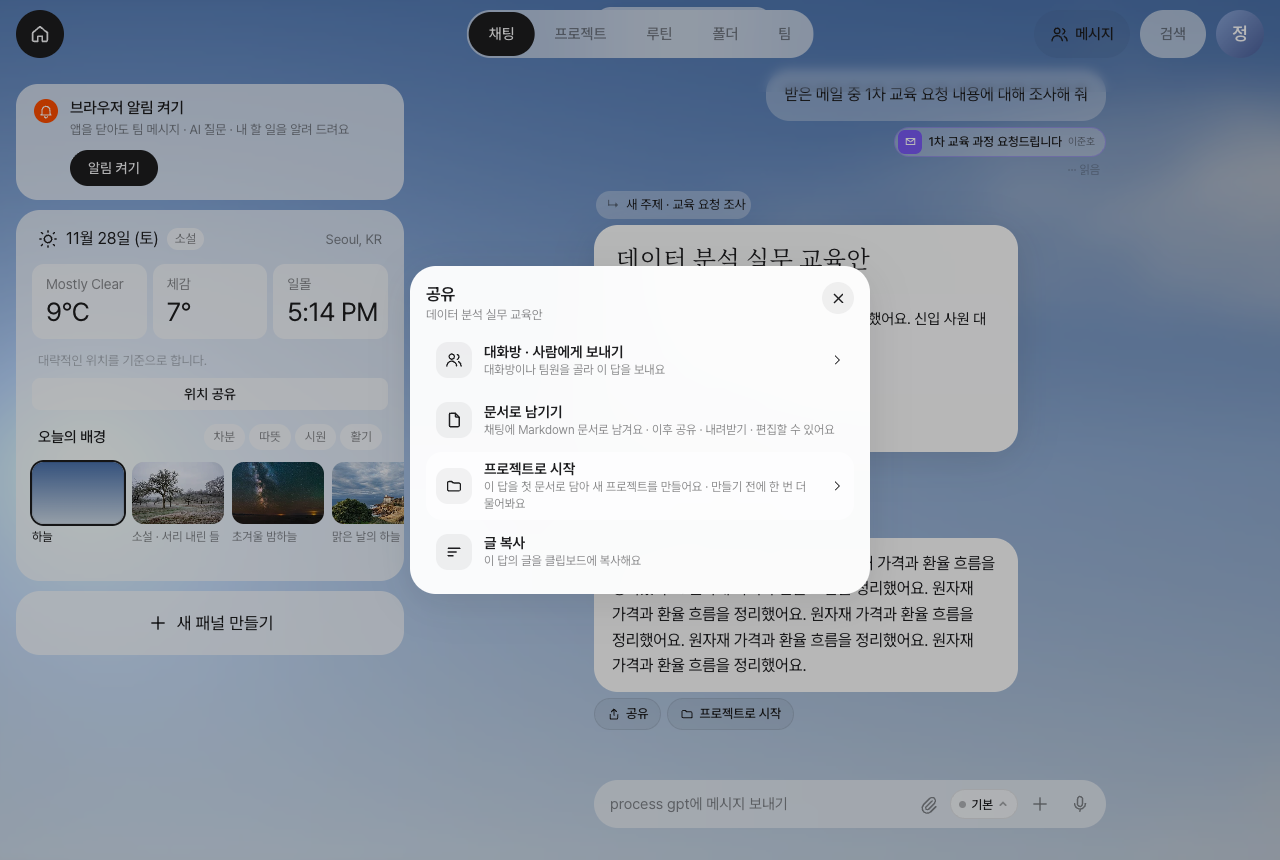 채팅
프로젝트
루틴
폴더
팀
메시지
검색
정
브라우저 알림 켜기
앱을 닫아도 팀 메시지 · AI 질문 · 내 할 일을 알려 드려요
알림 켜기
11월 28일 (토)
소설
Seoul, KR
Mostly Clear
9°C
체감
7°
일몰
5:14 PM
대략적인 위치를 기준으로 합니다.
위치 공유
오늘의 배경
차분
따뜻
시원
활기
하늘
소설 · 서리 내린 들
초겨울 밤하늘
맑은 날의 하늘
새 패널 만들기
받은 메일 중 1차 교육 요청 내용에 대해 조사해 줘
1차 교육 과정 요청드립니다 이준호
읽음
새 주제 · 교육 요청 조사
데이터 분석 실무 교육안
했어요. 신입 사원 대
공유
데이터 분석 실무 교육안
대화방 · 사람에게 보내기
대화방이나 팀원을 골라 이 답을 보내요
문서로 남기기
채팅에 Markdown 문서로 남겨요 · 이후 공유 · 내려받기 · 편집할 수 있어요
프로젝트로 시작
이 답을 첫 문서로 담아 새 프로젝트를 만들어요 · 만들기 전에 한 번 더
물어봐요
글 복사
이 답의 글을 클립보드에 복사해요
가격과 환율 흐름을
정리했어요. 원자재
가격과 환율 흐름을 정리했어요. 원자재 가격과 환율 흐름을
정리했어요. 원자재 가격과 환율 흐름을 정리했어요. 원자재
가격과 환율 흐름을 정리했어요.
공유
프로젝트로 시작
process gpt에 메시지 보내기
기본